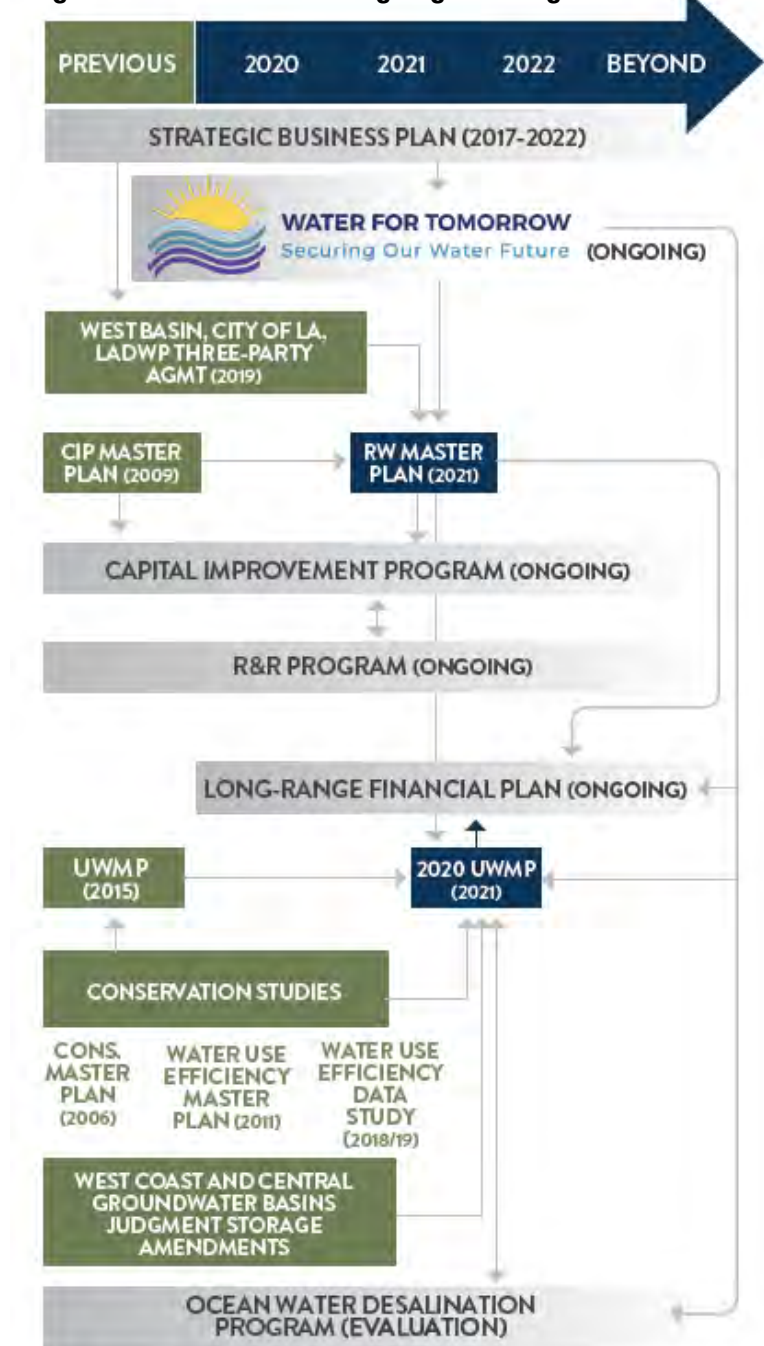 PREVIOUS 2020 2021 2022 BEYOND
STRATEGIC BUSINESS PLAN (2017-2022)
WATER FOR TOMORROW
Securing Our Water Future (ONGOING)
WEST BASIN, CITY OF LA,
LADWP THREE-PARTY
AGMT (2019)
CIP MASTER
PLAN (2009)
RW MASTER
PLAN (2021)
CAPITAL IMPROVEMENT PROGRAM (ONGOING)
R&R PROGRAM (ONGOING)
LONG-RANGE FINANCIAL PLAN (ONGOING)
UWMP
(2015)
2020 UWMP
(2021)
CONSERVATION STUDIES
CONS.
MASTER
PLAN
(2006)
WATER USE
EFFICIENCY
MASTER
PLAN (2011)
WATER USE
EFFICIENCY
DATA
STUDY
(2018/19)
WEST COAST AND CENTRAL
GROUNDWATER BASINS
JUDGMENT STORAGE
AMENDMENTS
OCEAN WATER DESALINATION
PROGRAM (EVALUATION)